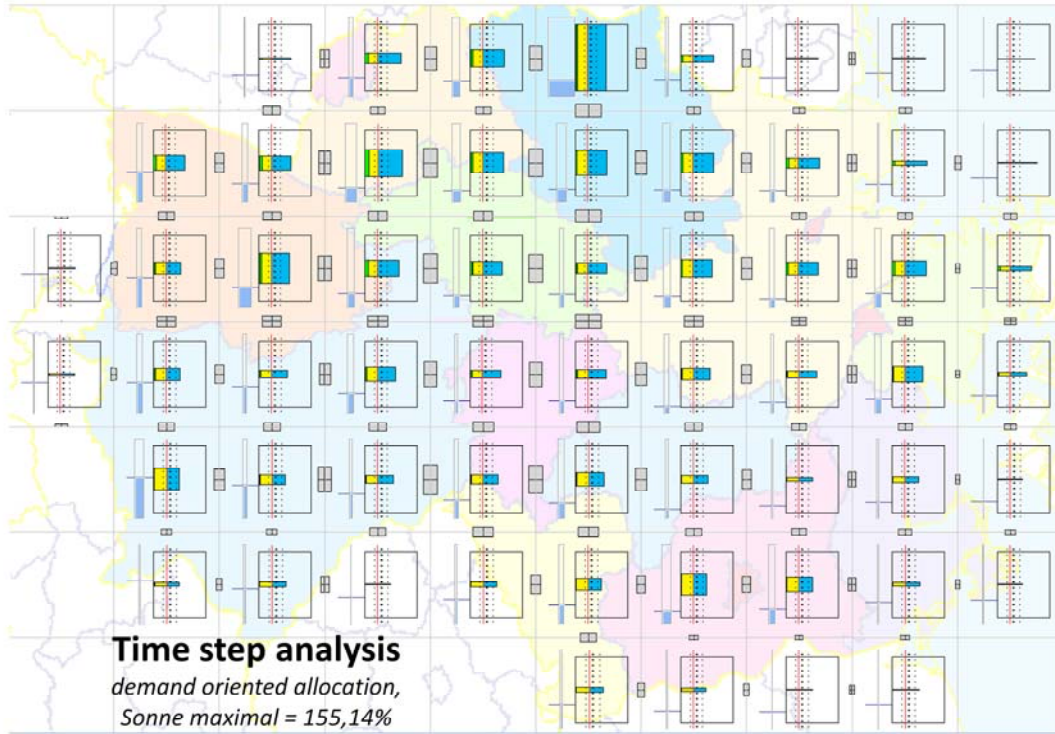 Time step analysis
demand oriented allocation,
Sonne maximal = 155,14%